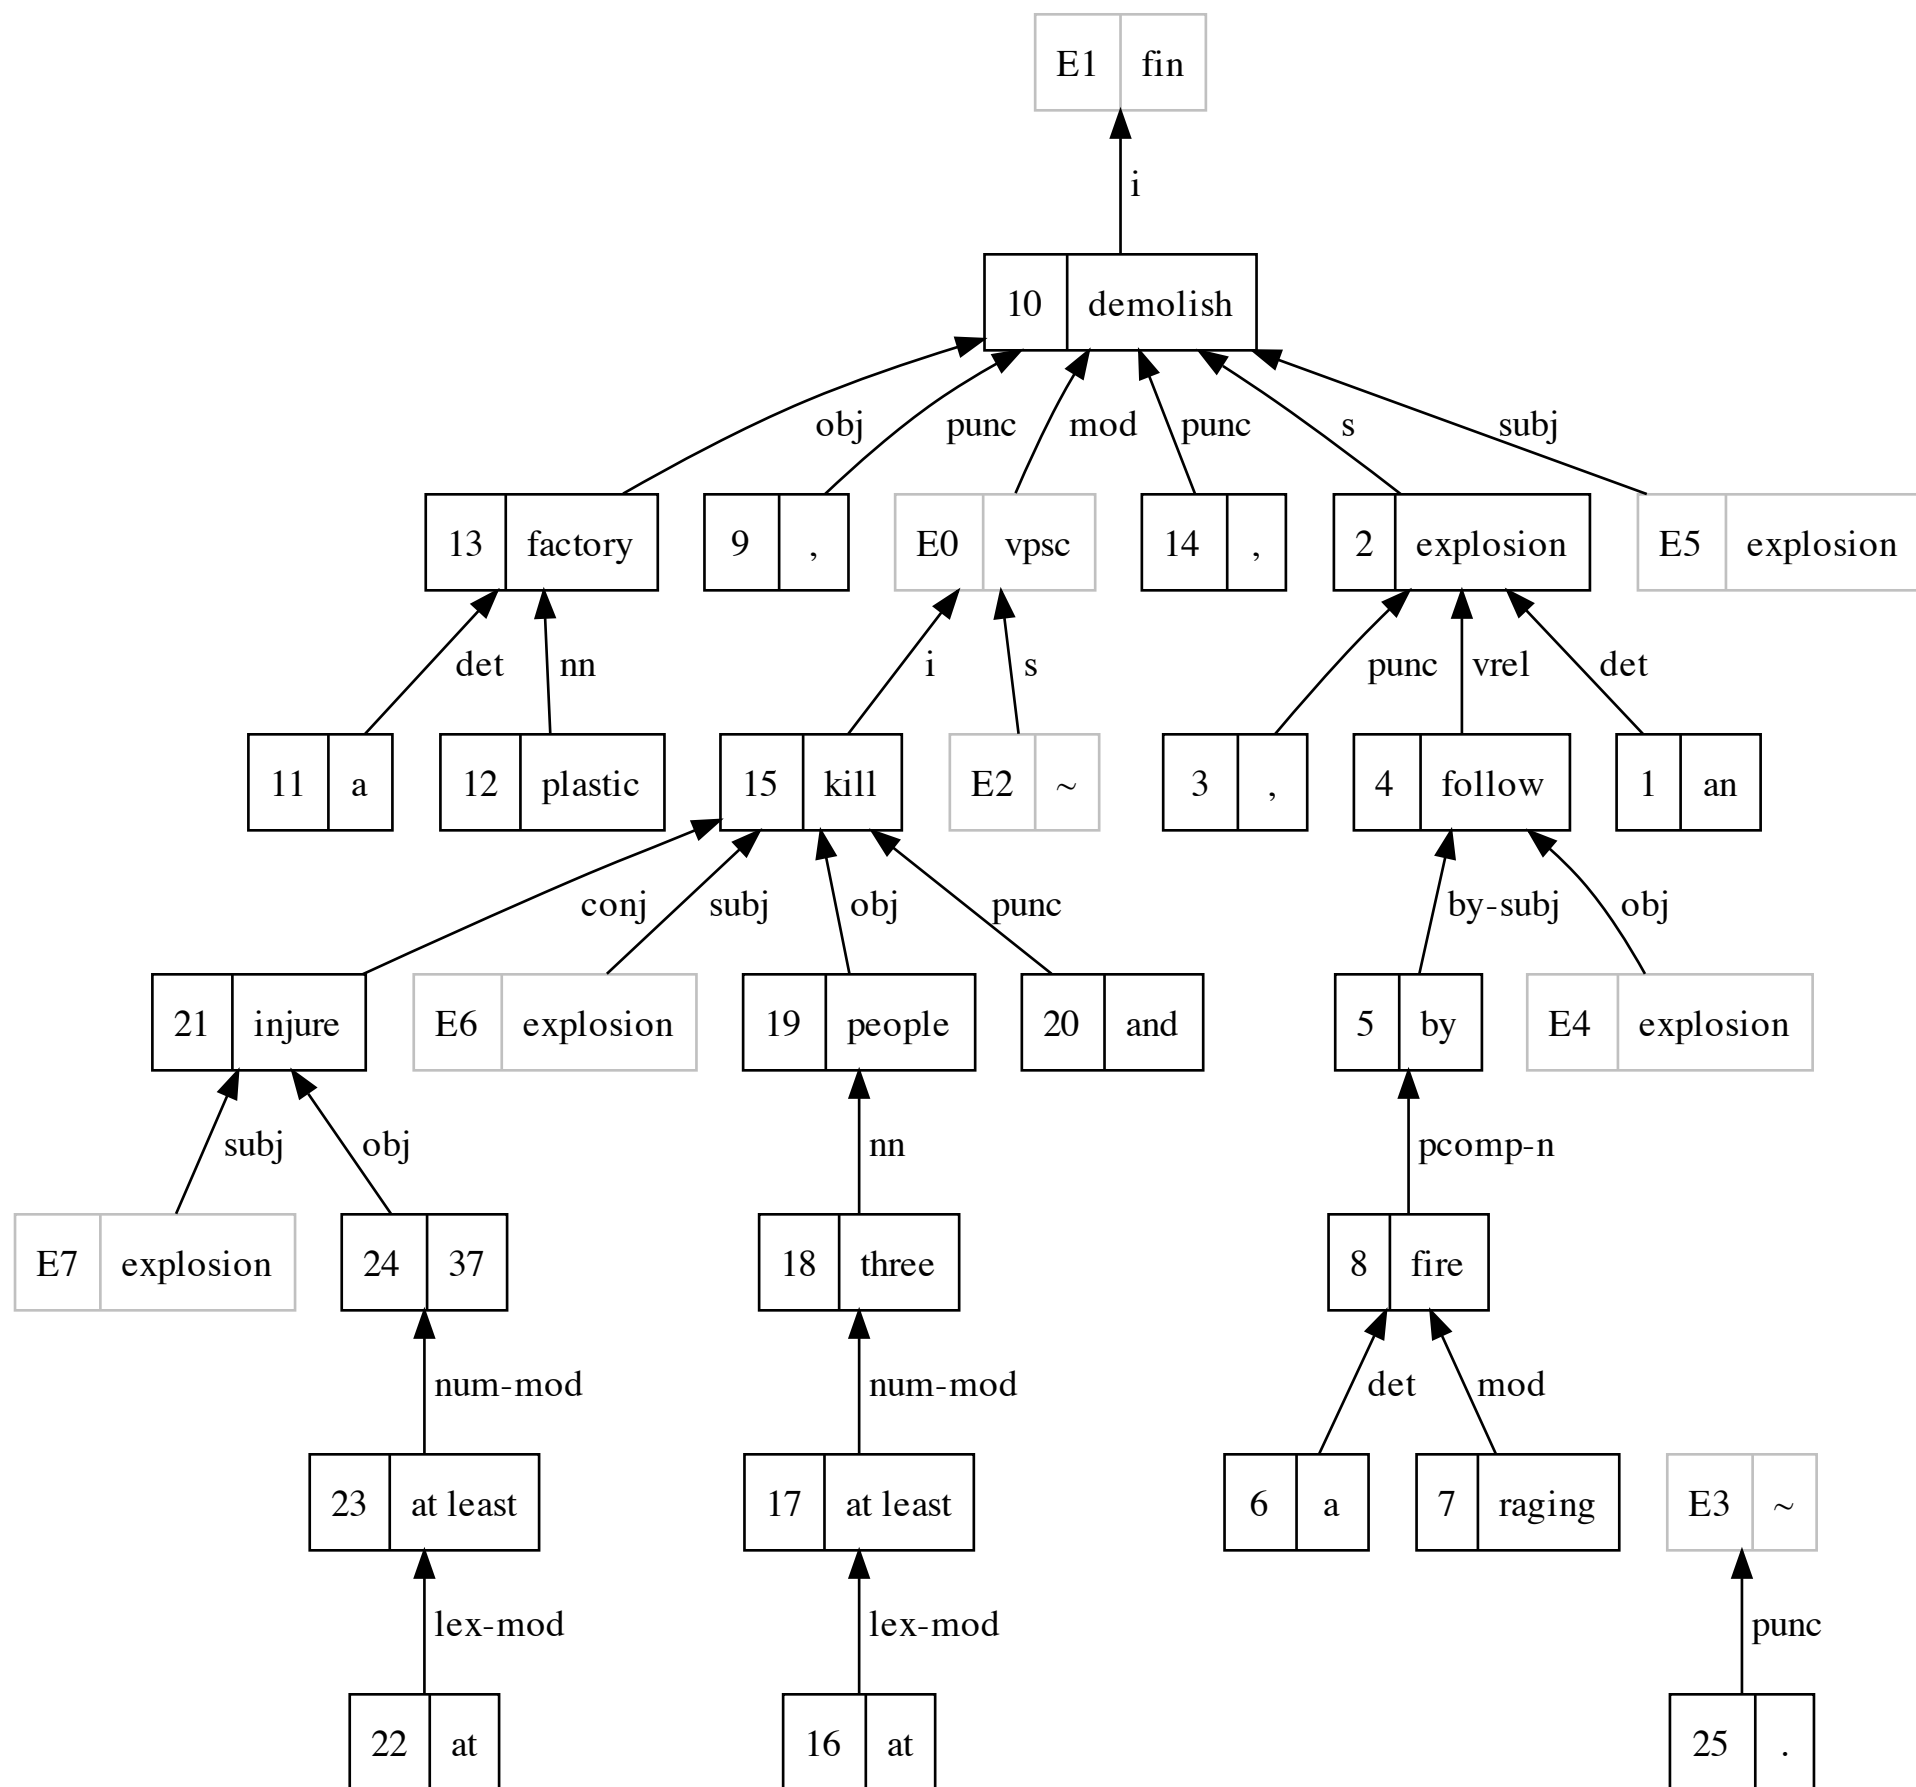 E1 fin
i
10 demolish
obj punc mod punc s subj
13 factory 9 , E0 vpsc 14 , 2 explosion E5 explosion
det nn i s punc vrel det
11 a 12 plastic 15 kill E2 ~ 3 , 4 follow 1 an
conj subj obj punc by-subj obj
21 injure E6 explosion 19 people 20 and 5 by E4 explosion
subj obj nn pcomp-n
E7 explosion 24 37 18 three 8 fire
num-mod num-mod det mod
23 at least 17 at least 6 a 7 raging E3 ~
lex-mod lex-mod punc
22 at 16 at 25 .